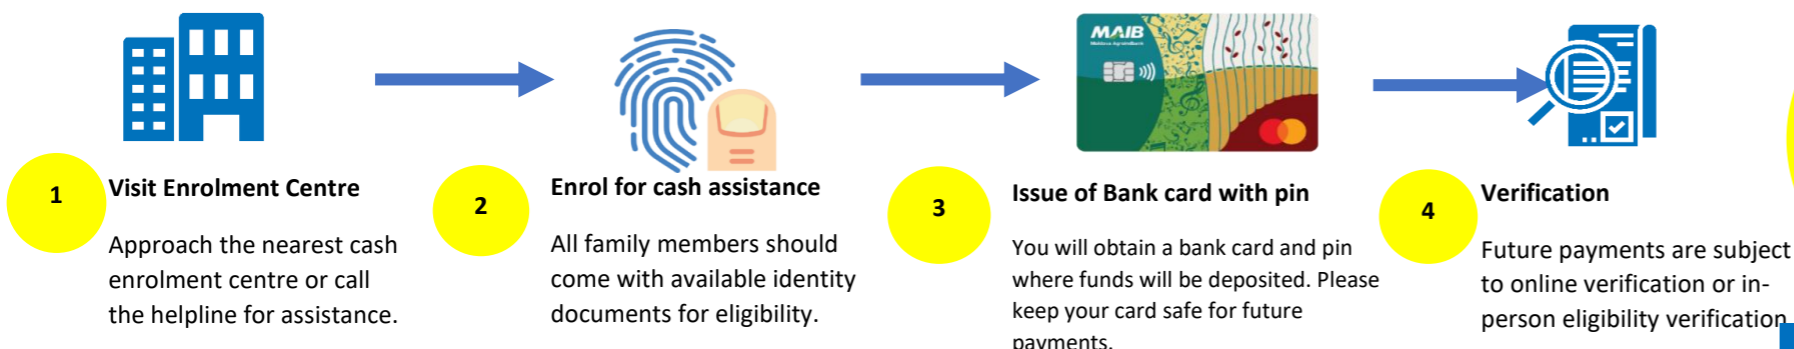 MAIB
1
Visit Enrolment Centre
Approach the nearest cash
enrolment centre or call
the helpline for assistance.
2
Enrol for cash assistance
All family members should
come with available identity
documents for eligibility.
3
Issue of Bank card with pin
You will obtain a bank card and pin
where funds will be deposited. Please
keep your card safe for future
payments.
4
Verification
Future payments are subject
to online verification or in-
person eligibility verification